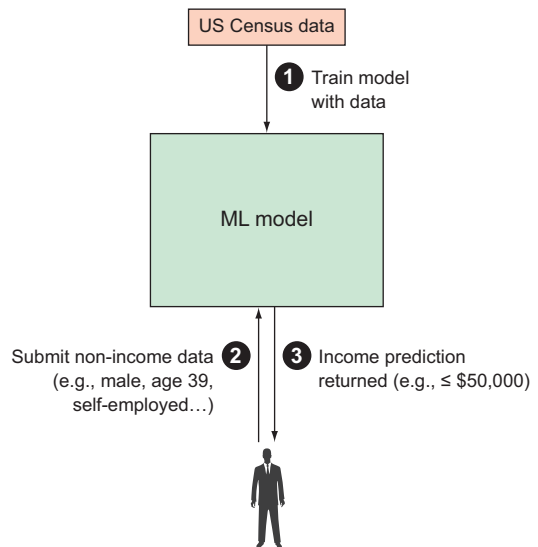 US Census data
1 Train model
with data
ML model
Submit non-income data 2
(e.g., male, age 39,
self-employed…)
3 Income prediction
returned (e.g., ≤ $50,000)